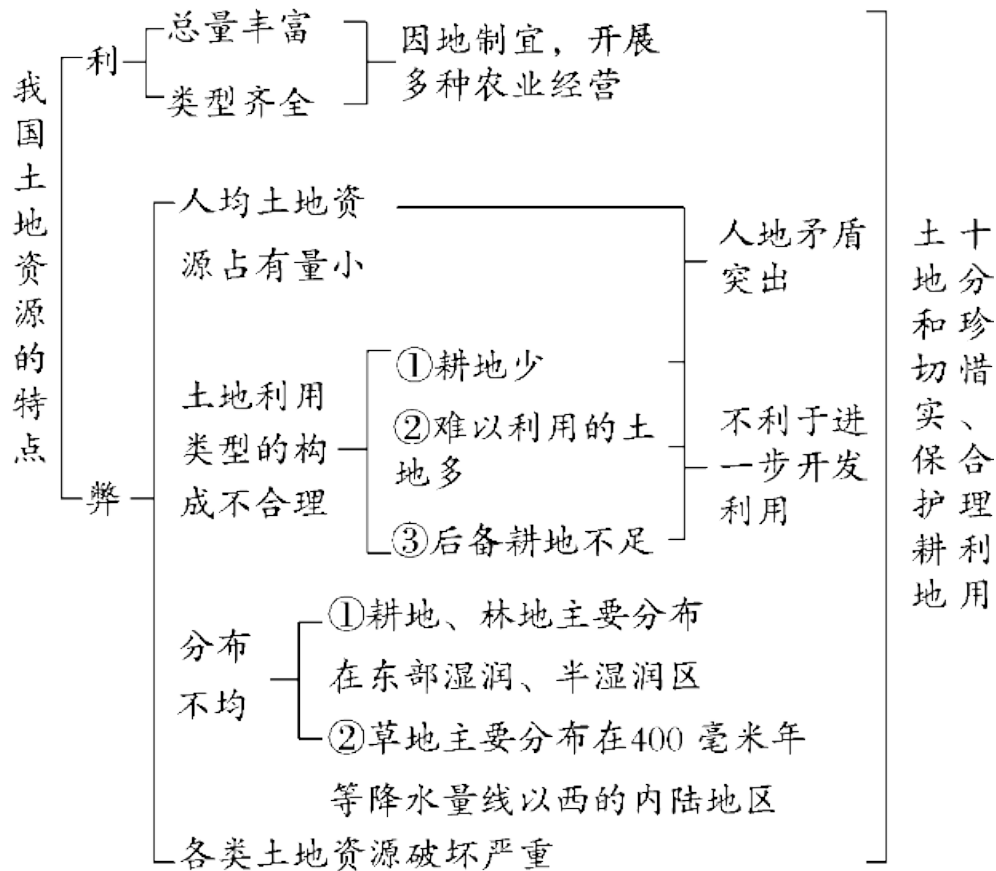 我国土地资源的特点
利
总量丰富
类型齐全
因地制宜，开展
多种农业经营
弊
人均土地资
源占有量小
人地矛盾
突出
土地利用
类型的构
成不合理
①耕地少
②难以利用的土
地多
③后备耕地不足
不利于进
一步开发
利用
分布
不均
①耕地、林地主要分布
在东部湿润、半湿润区
②草地主要分布在400 毫米年
等降水量线以西的内陆地区
各类土地资源破坏严重
十分珍惜、合理利用
土地和切实保护耕地